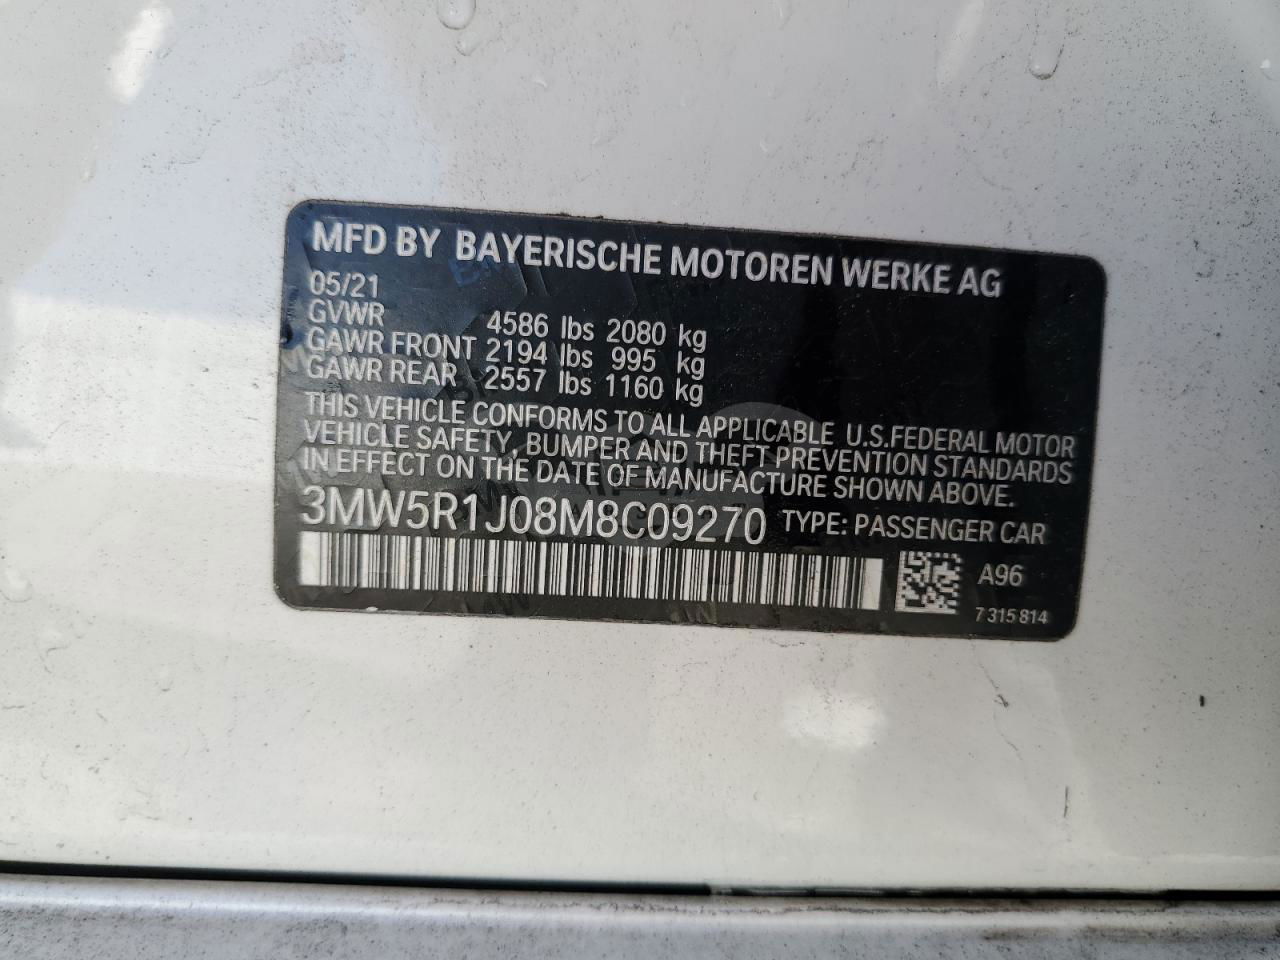 MFD BY BAYERISCHE MOTOREN WERKE AG
05/21
GVWR 4586 lbs 2080 kg
GAWR FRONT 2194 lbs 995 kg
GAWR REAR 2557 lbs 1160 kg
THIS VEHICLE CONFORMS TO ALL APPLICABLE U.S.FEDERAL MOTOR
VEHICLE SAFETY, BUMPER AND THEFT PREVENTION STANDARDS
IN EFFECT ON THE DATE OF MANUFACTURE SHOWN ABOVE.
3MW5R1J08M8C09270 TYPE: PASSENGER CAR
A96
7 315 814